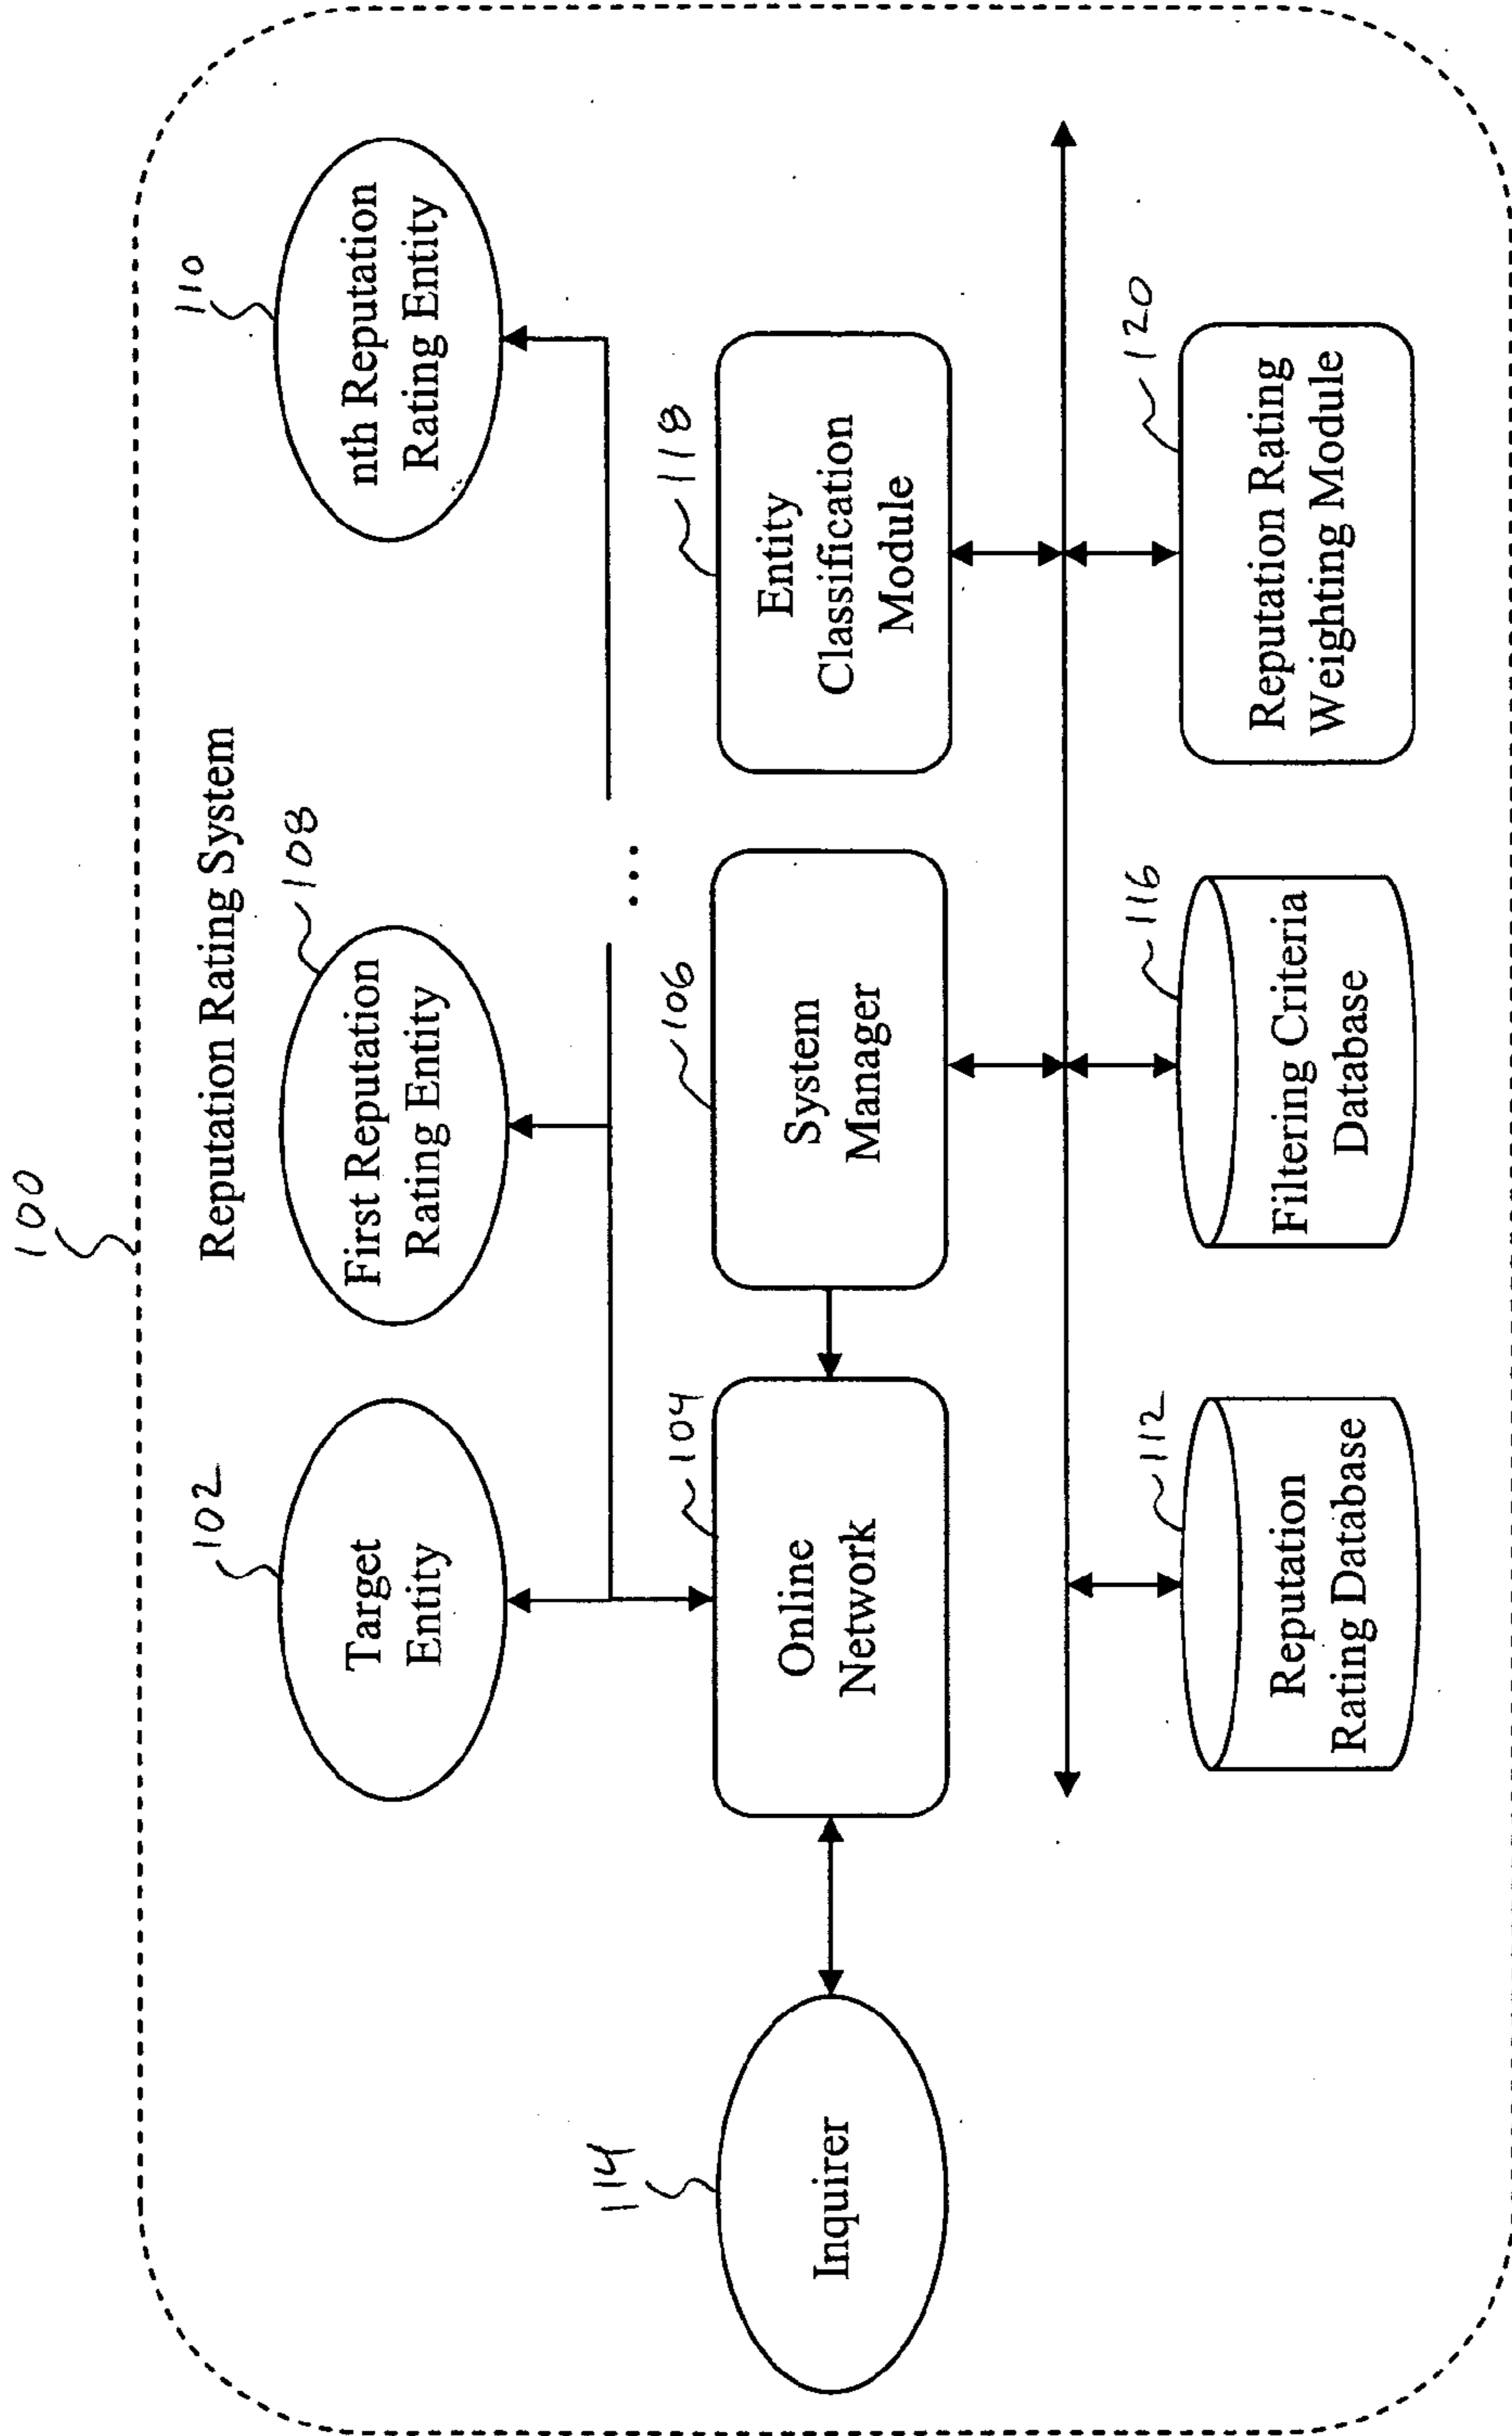 100
Reputation Rating System
102
Target
Entity
108
First Reputation
Rating Entity
110
nth Reputation
Rating Entity
...
114
Inquirer
104
Online
Network
106
System
Manager
118
Entity
Classification
Module
112
Reputation
Rating Database
116
Filtering Criteria
Database
120
Reputation Rating
Weighting Module